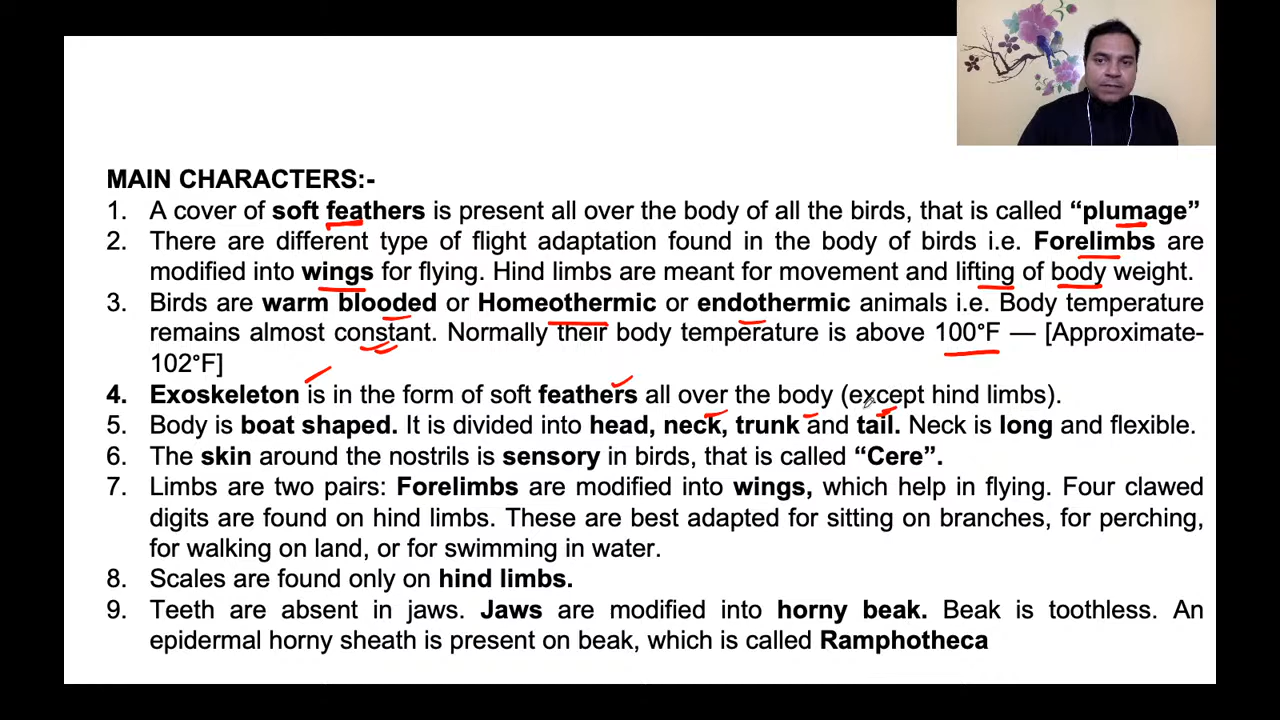 MAIN CHARACTERS:-
1. A cover of soft feathers is present all over the body of all the birds, that is called “plumage”
2. There are different type of flight adaptation found in the body of birds i.e. Forelimbs are
modified into wings for flying. Hind limbs are meant for movement and lifting of body weight.
3. Birds are warm blooded or Homeothermic or endothermic animals i.e. Body temperature
remains almost constant. Normally their body temperature is above 100°F — [Approximate-
102°F]
4. Exoskeleton is in the form of soft feathers all over the body (except hind limbs).
5. Body is boat shaped. It is divided into head, neck, trunk and tail. Neck is long and flexible.
6. The skin around the nostrils is sensory in birds, that is called “Cere”.
7. Limbs are two pairs: Forelimbs are modified into wings, which help in flying. Four clawed
digits are found on hind limbs. These are best adapted for sitting on branches, for perching,
for walking on land, or for swimming in water.
8. Scales are found only on hind limbs.
9. Teeth are absent in jaws. Jaws are modified into horny beak. Beak is toothless. An
epidermal horny sheath is present on beak, which is called Ramphotheca